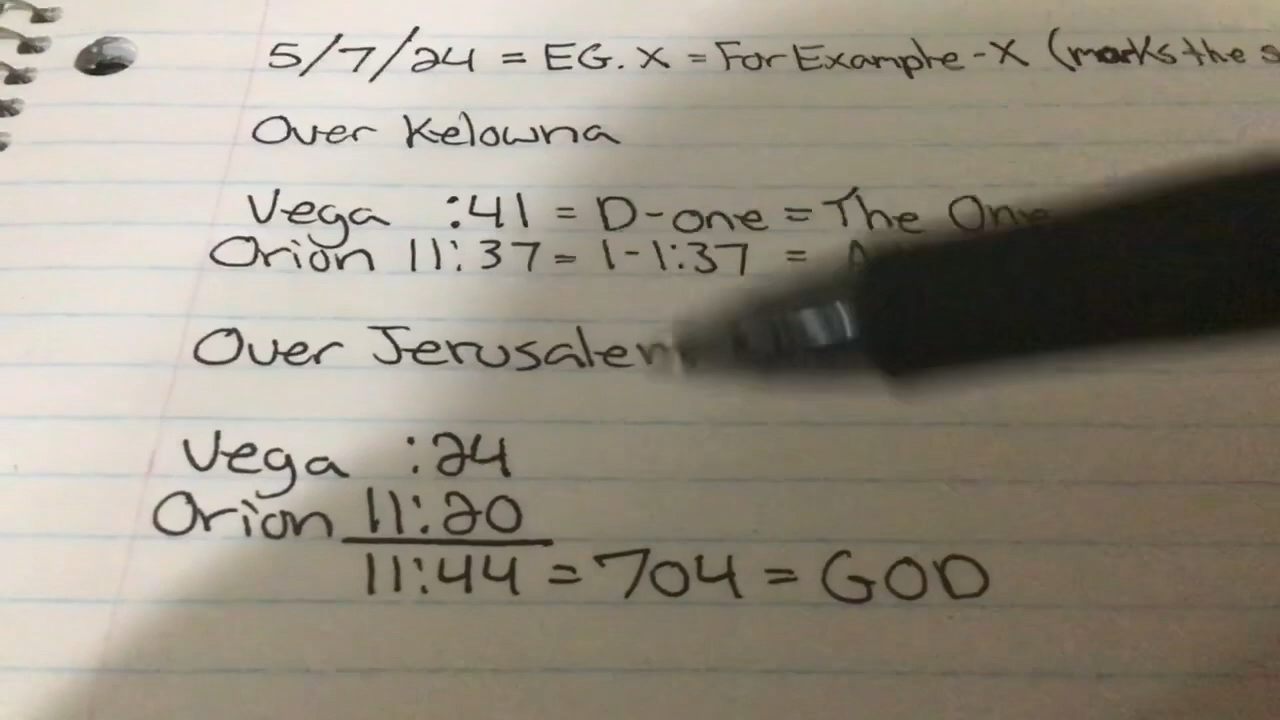 5/7/24 = EG.X = For Example-X (marks the
Over Kelowna
Vega :41 = D-one = The One
Orion 11:37 = 1-1:37 =
Over Jerusalem
Vega :24
Orion 11:20
11:44 = 704 = GOD